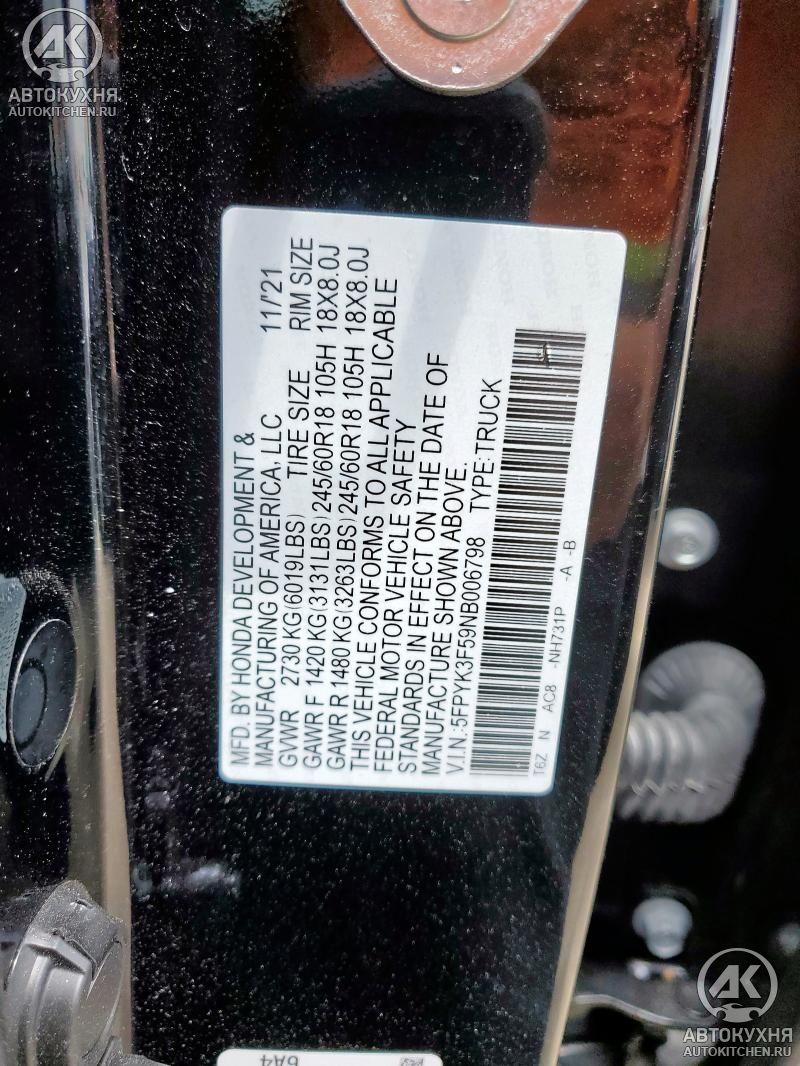 АВТОКУХНЯ
AUTOKITCHEN.RU
MFD. BY HONDA DEVELOPMENT &
MANUFACTURING OF AMERICA, LLC 11/'21
GVWR 2730 KG(6019LBS) TIRE SIZE RIM SIZE
GAWR F 1420 KG(3131LBS)245/60R18 105H 18X8.0J
GAWR R 1480 KG(3263LBS)245/60R18 105H 18X8.0J
THIS VEHICLE CONFORMS TO ALL APPLICABLE
FEDERAL MOTOR VEHICLE SAFETY
STANDARDS IN EFFECT ON THE DATE OF
MANUFACTURE SHOWN ABOVE.
V.I.N.:5FPYK3F59NB006798 TYPE:TRUCK
T6Z N AC8 -NH731P -A -B
6A4
АВТОКУХНЯ
AUTOKITCHEN.RU